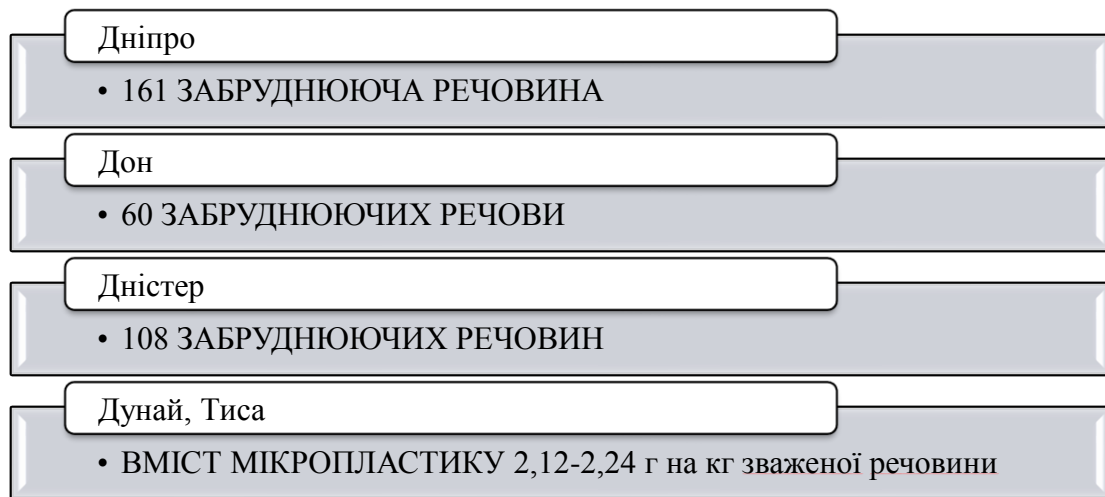 Дніпро
• 161 ЗАБРУДНЮЮЧА РЕЧОВИНА
Дон
• 60 ЗАБРУДНЮЮЧИХ РЕЧОВИ
Дністер
• 108 ЗАБРУДНЮЮЧИХ РЕЧОВИН
Дунай, Тиса
• ВМІСТ МІКРОПЛАСТИКУ 2,12-2,24 г на кг зваженої речовини